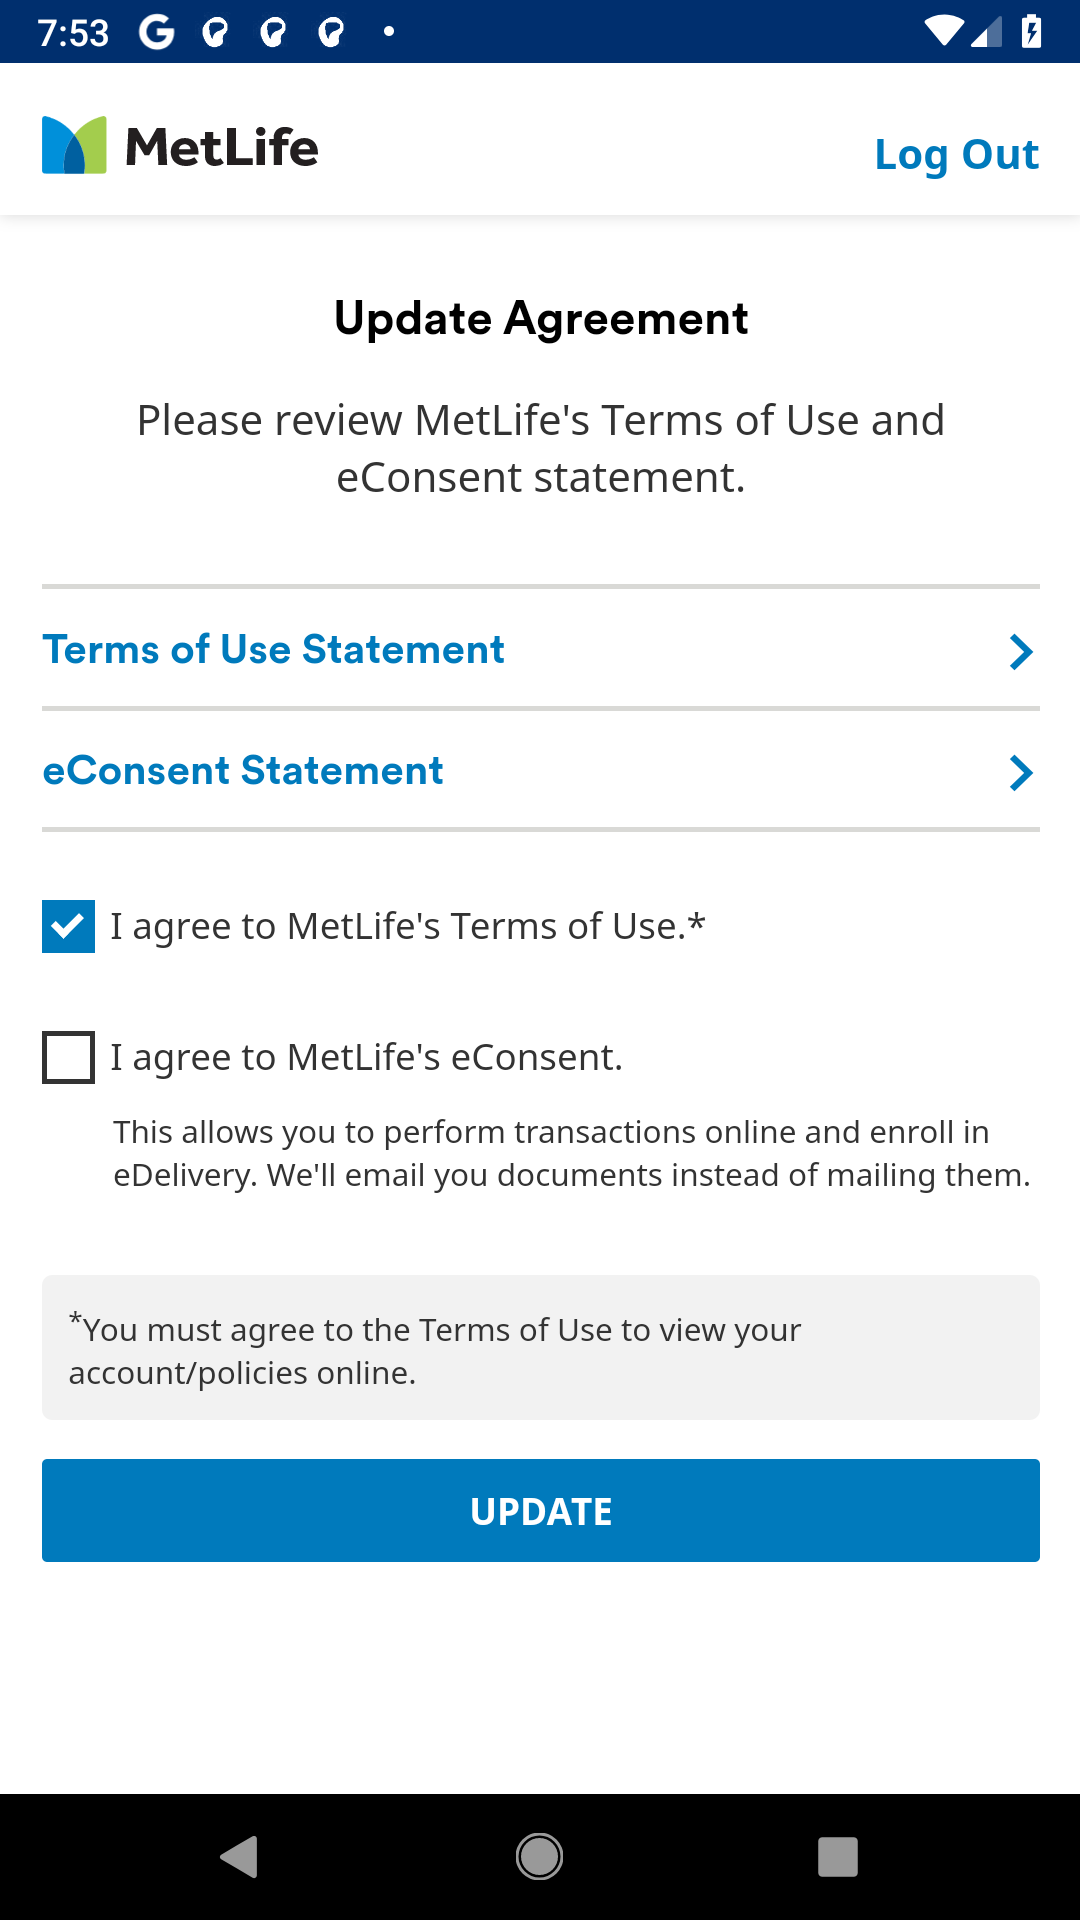 7:53
MetLife
Log Out
Update Agreement
Please review MetLife's Terms of Use and
eConsent statement.
Terms of Use Statement
eConsent Statement
I agree to MetLife's Terms of Use.*
I agree to MetLife's eConsent.
This allows you to perform transactions online and enroll in
eDelivery. We'll email you documents instead of mailing them.
*You must agree to the Terms of Use to view your
account/policies online.
UPDATE